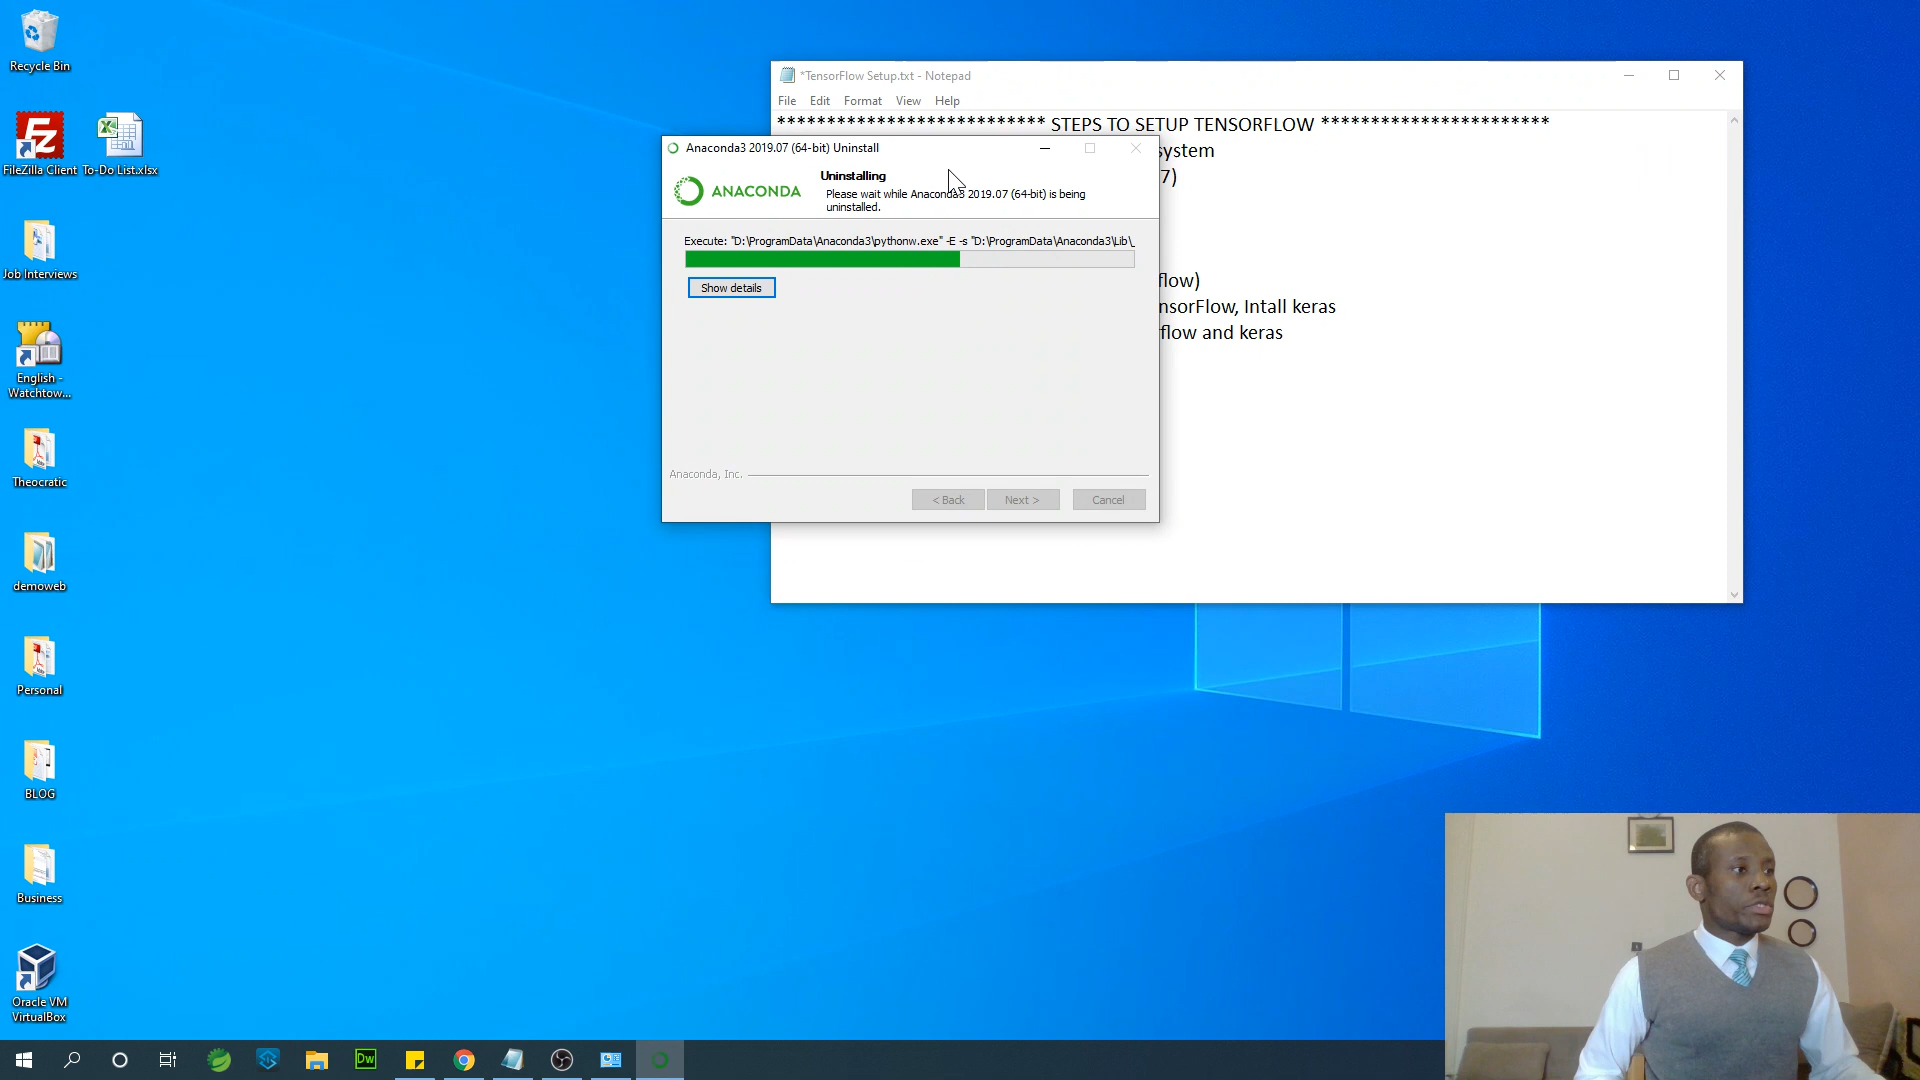 Recycle Bin
FileZilla Client
To-Do List.xlsx
Job Interviews
English -
Watchtow...
Theocratic
demoweb
Personal
BLOG
Business
Oracle VM
VirtualBox
*TensorFlow Setup.txt - Notepad
File Edit Format View Help
*************************** STEPS TO SETUP TENSORFLOW ***********************
system
7)
flow)
nsorFlow, Intall keras
rflow and keras
Anaconda3 2019.07 (64-bit) Uninstall
ANACONDA
Uninstalling
Please wait while Anaconda3 2019.07 (64-bit) is being
uninstalled.
Execute: "D:\ProgramData\Anaconda3\pythonw.exe" -E -s "D:\ProgramData\Anaconda3\Lib\_
Show details
Anaconda, Inc.
< Back Next > Cancel
Dw